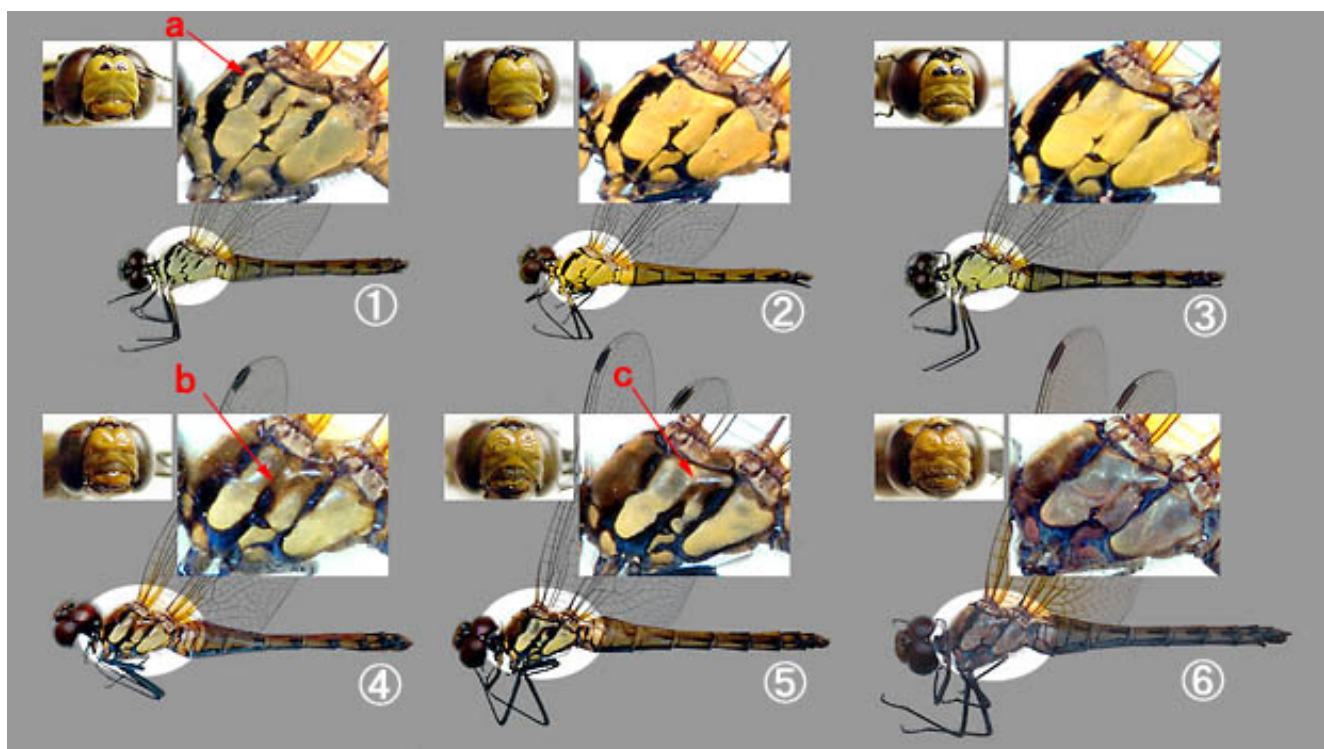 a
① ② ③
b c
④ ⑤ ⑥